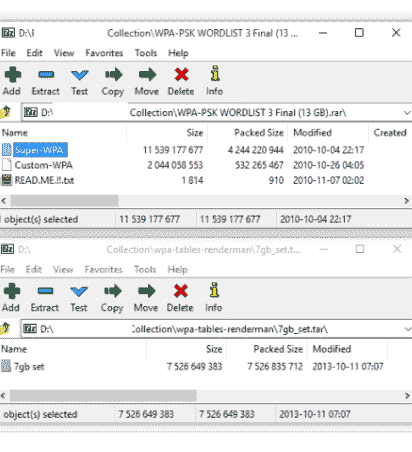 D:\I Collection\WPA-PSK WORDLIST 3 Final (13
File Edit View Favorites Tools Help
Add Extract Test Copy Move Delete Info
D:\ Collection\WPA-PSK WORDLIST 3 Final (13 GB).rar\
Name Size Packed Size Modified Created
Super-WPA 11 539 177 677 4 244 220 944 2010-10-04 22:17
Custom-WPA 2 044 058 553 532 265 467 2010-10-26 04:05
READ.ME.!!.txt 1 814 910 2010-11-07 02:02
object(s) selected 11 539 177 677 11 539 177 677 2010-10-04 22:17
D:\ Collection\wpa-tables-renderman\7gb_set.t...
File Edit View Favorites Tools Help
Add Extract Test Copy Move Delete Info
D:\ Collection\wpa-tables-renderman\7gb_set.tar\
Name Size Packed Size Modified
7gb set 7 526 649 383 7 526 835 712 2013-10-11 07:07
object(s) selected 7 526 649 383 7 526 649 383 2013-10-11 07:07